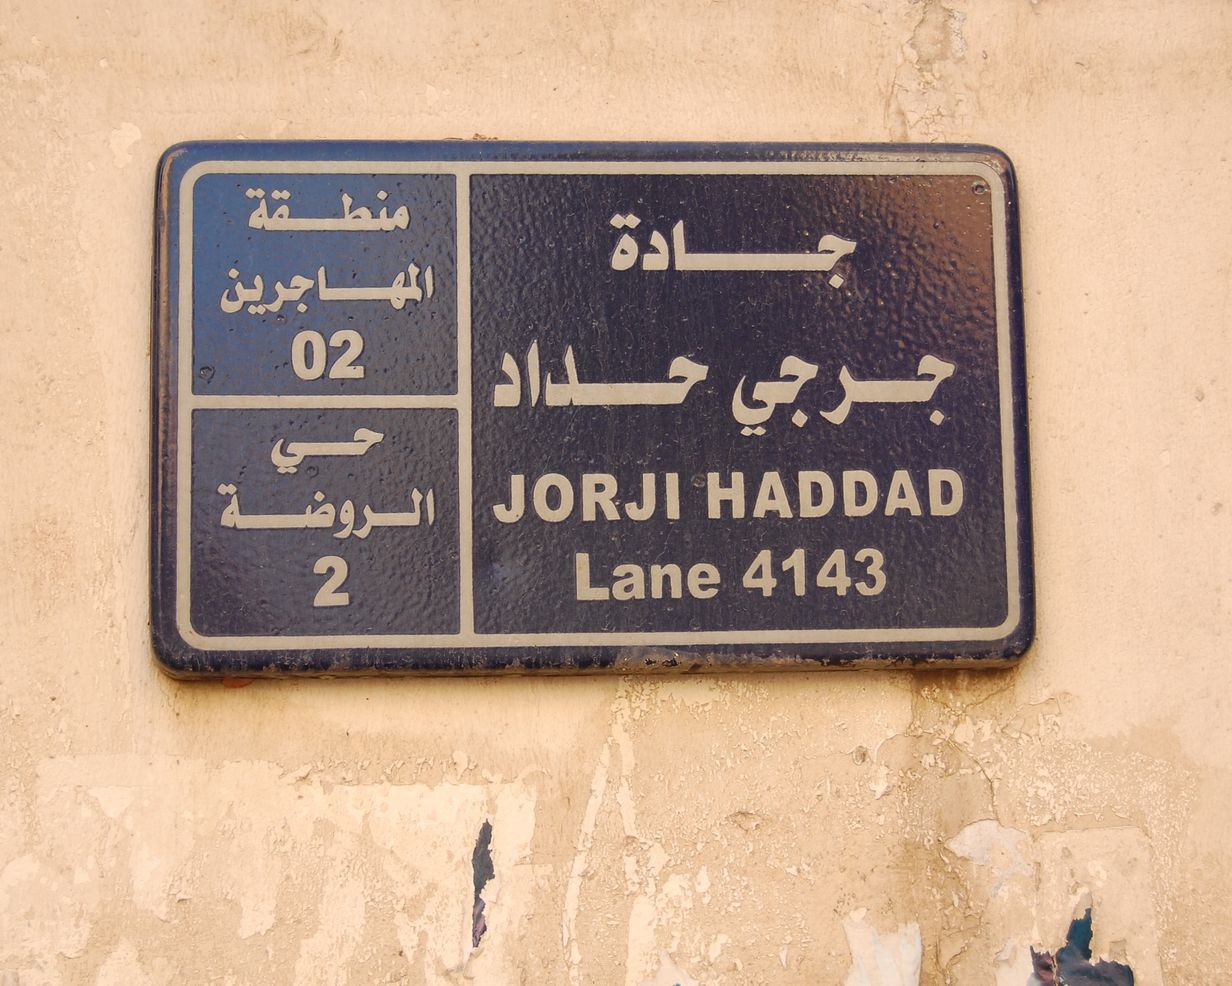 جادة
جرجي حداد
JORJI HADDAD
Lane 4143
منطقة
المهاجرين
02
حي
الروضة
2